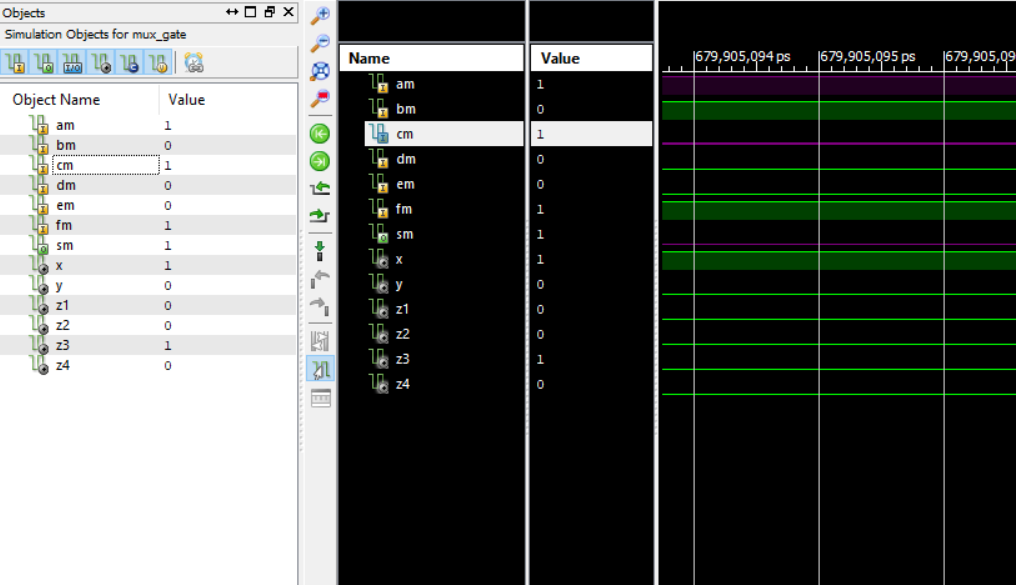 Objects
Simulation Objects for mux_gate
Object Name Value
am 1
bm 0
cm 1
dm 0
em 0
fm 1
sm 1
x 1
y 0
z1 0
z2 0
z3 1
z4 0
Name Value
am 1
bm 0
cm 1
dm 0
em 0
fm 1
sm 1
x 1
y 0
z1 0
z2 0
z3 1
z4 0
679,905,094 ps 679,905,095 ps 679,905,09